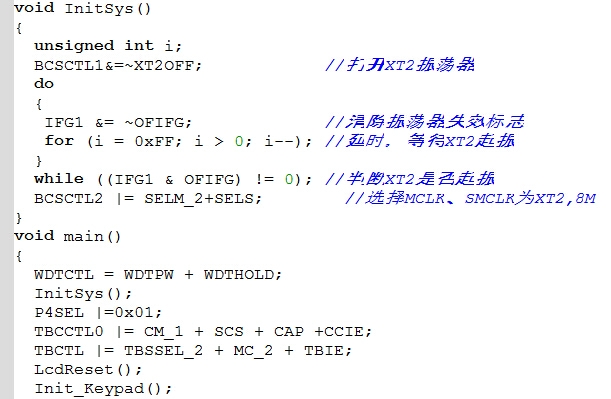 void InitSys()
{
unsigned int i;
BCSCTL1&=~XT2OFF; //打开XT2振荡器
do
{
IFG1 &= ~OFIFG; //清除振荡器失效标志
for (i = 0xFF; i > 0; i--); //延时，等待XT2起振
}
while ((IFG1 & OFIFG) != 0); //判断XT2是否起振
BCSCTL2 |= SELM_2+SELS; //选择MCLK、SMCLK为XT2,8M
}
void main()
{
WDTCTL = WDTPW + WDTHOLD;
InitSys();
P4SEL |=0x01;
TBCCTL0 |= CM_1 + SCS + CAP +CCIE;
TBCTL |= TBSSEL_2 + MC_2 + TBIE;
LcdReset();
Init_Keypad();